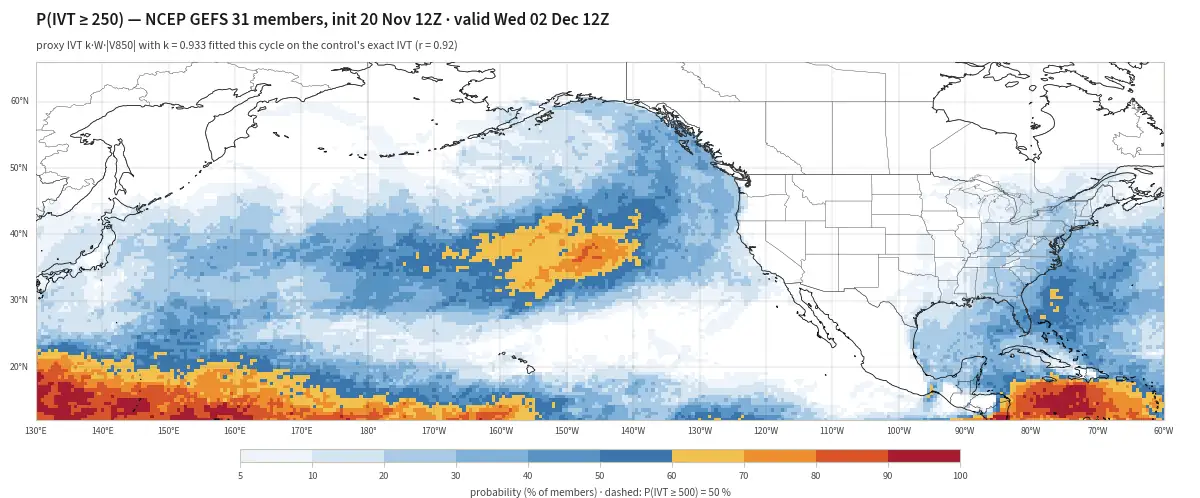 P(IVT ≥ 250) — NCEP GEFS 31 members, init 20 Nov 12Z · valid Wed 02 Dec 12Z
proxy IVT k·W·|V850| with k = 0.933 fitted this cycle on the control's exact IVT (r = 0.92)
60°N
50°N
40°N
30°N
20°N
130°E 140°E 150°E 160°E 170°E 180° 170°W 160°W 150°W 140°W 130°W 120°W 110°W 100°W 90°W 80°W 70°W 60°W
5 10 20 30 40 50 60 70 80 90 100
probability (% of members) · dashed: P(IVT ≥ 500) = 50 %